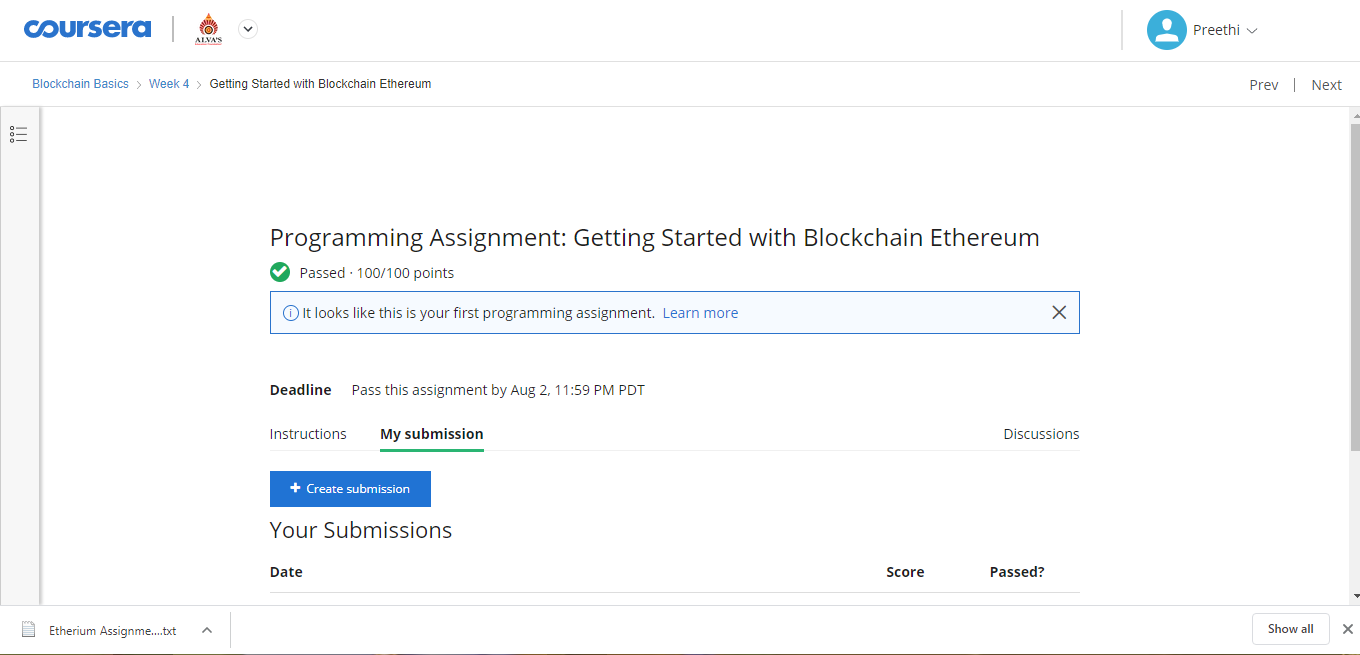 coursera
ALVA'S
Preethi
Blockchain Basics > Week 4 > Getting Started with Blockchain Ethereum
Prev | Next
Programming Assignment: Getting Started with Blockchain Ethereum
Passed · 100/100 points
It looks like this is your first programming assignment. Learn more
Deadline Pass this assignment by Aug 2, 11:59 PM PDT
Instructions My submission Discussions
+ Create submission
Your Submissions
Date Score Passed?
Etherium Assignme....txt
Show all